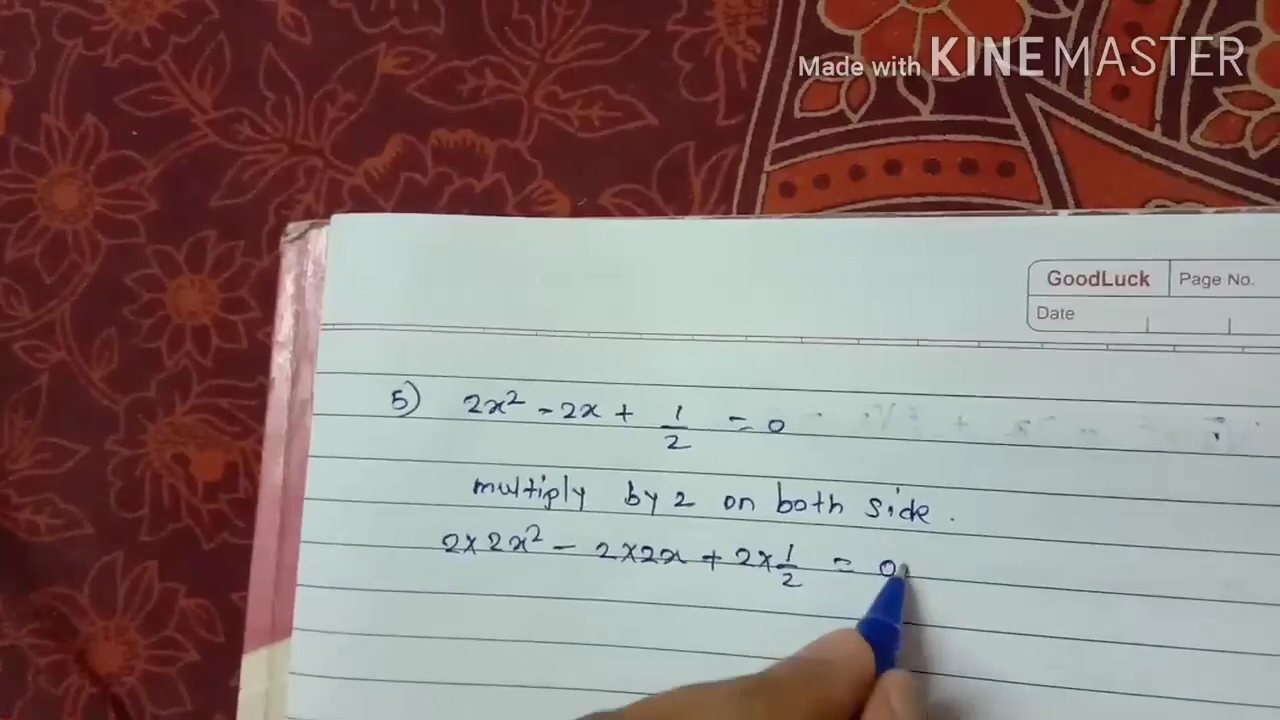 Made with KINEMASTER
GoodLuck Page No.
Date
5) 2x² - 2x + 1/2 = 0
multiply by 2 on both side.
2×2x² - 2×2x + 2×1/2 = 0